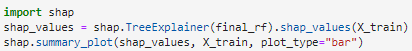 import shap
shap_values = shap.TreeExplainer(final_rf).shap_values(X_train)
shap.summary_plot(shap_values, X_train, plot_type="bar")